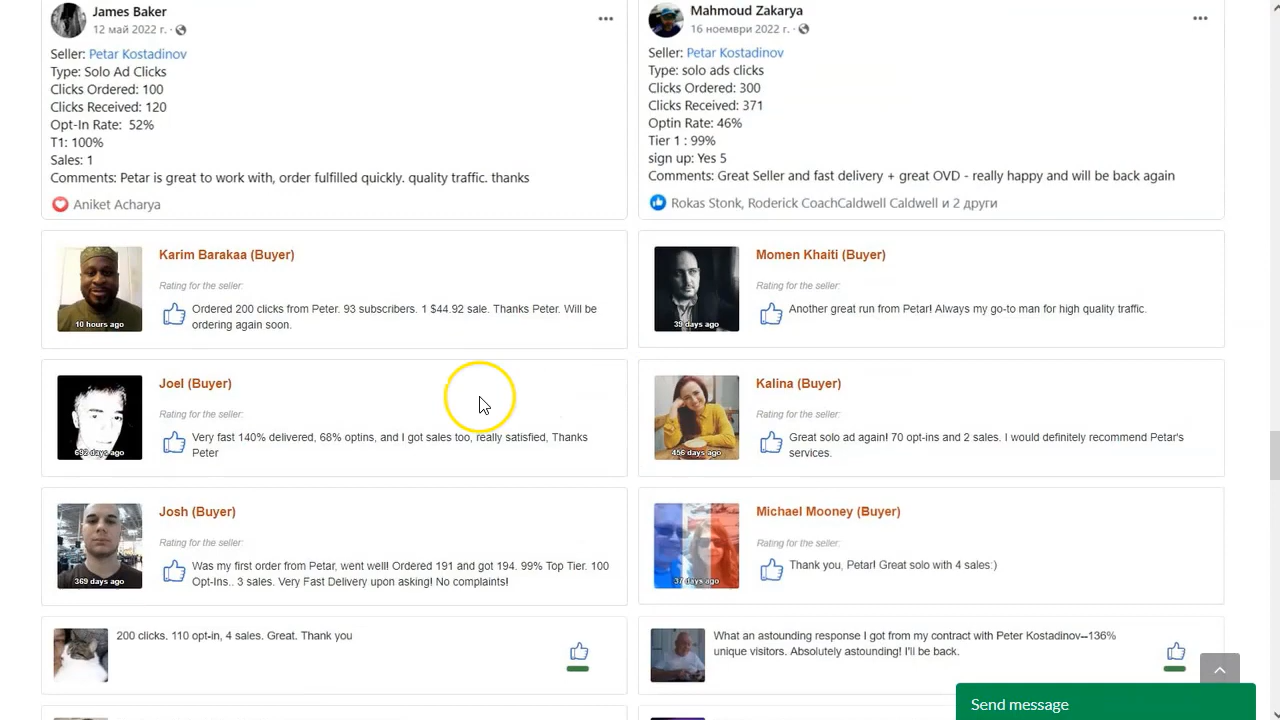 James Baker
12 май 2022 г.
Seller: Petar Kostadinov
Type: Solo Ad Clicks
Clicks Ordered: 100
Clicks Received: 120
Opt-In Rate: 52%
T1: 100%
Sales: 1
Comments: Petar is great to work with, order fulfilled quickly. quality traffic. thanks
Aniket Acharya
Mahmoud Zakarya
16 ноември 2022 г.
Seller: Petar Kostadinov
Type: solo ads clicks
Clicks Ordered: 300
Clicks Received: 371
Optin Rate: 46%
Tier 1 : 99%
sign up: Yes 5
Comments: Great Seller and fast delivery + great OVD - really happy and will be back again
Rokas Stonk, Roderick CoachCaldwell Caldwell и 2 други
Karim Barakaa (Buyer)
Rating for the seller:
Ordered 200 clicks from Peter. 93 subscribers. 1 $44.92 sale. Thanks Peter. Will be
ordering again soon.
10 hours ago
Momen Khaiti (Buyer)
Rating for the seller:
Another great run from Petar! Always my go-to man for high quality traffic.
39 days ago
Joel (Buyer)
Rating for the seller:
Very fast 140% delivered, 68% optins, and I got sales too, really satisfied, Thanks
Peter
692 days ago
Kalina (Buyer)
Rating for the seller:
Great solo ad again! 70 opt-ins and 2 sales. I would definitely recommend Petar's
services.
456 days ago
Josh (Buyer)
Rating for the seller:
Was my first order from Petar, went well! Ordered 191 and got 194. 99% Top Tier. 100
Opt-Ins.. 3 sales. Very Fast Delivery upon asking! No complaints!
369 days ago
Michael Mooney (Buyer)
Rating for the seller:
Thank you, Petar! Great solo with 4 sales:)
37 days ago
200 clicks. 110 opt-in, 4 sales. Great. Thank you
What an astounding response I got from my contract with Peter Kostadinov--136%
unique visitors. Absolutely astounding! I'll be back.
Send message